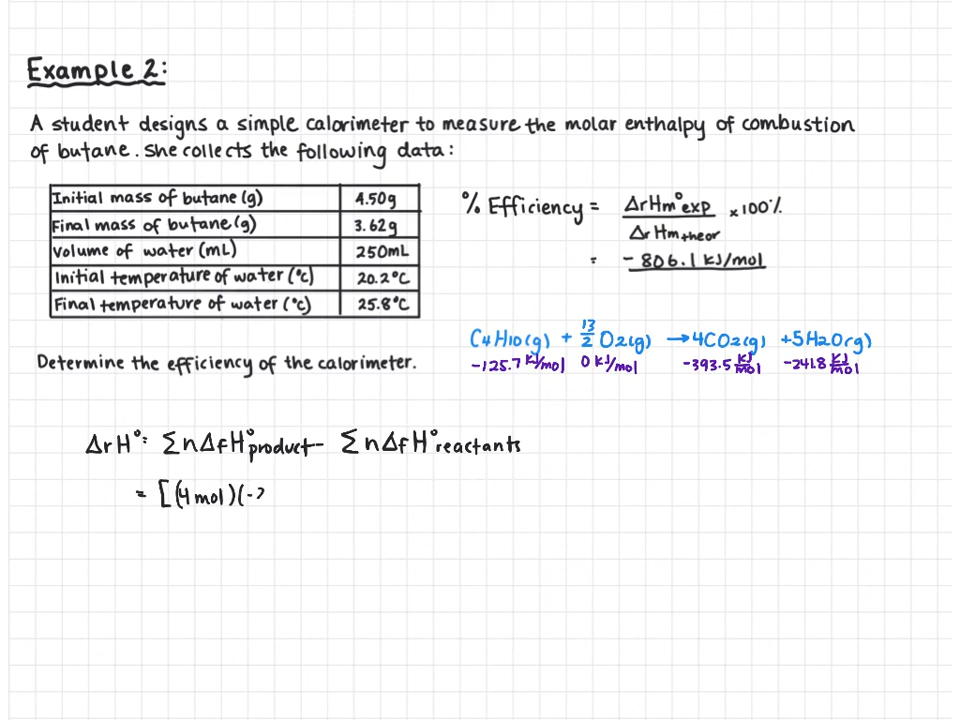 Example 2:
A student designs a simple calorimeter to measure the molar enthalpy of combustion
of butane. She collects the following data:
Initial mass of butane (g) 4.50g
Final mass of butane (g) 3.62g
Volume of water (mL) 250mL
Initial temperature of water (°C) 20.2°C
Final temperature of water (°C) 25.8°C
% Efficiency = ΔrHm°exp / ΔrHmtheor × 100%
= -806.1 kJ/mol
C4H10(g) + 13/2 O2(g) → 4CO2(g) + 5H2O(g)
-125.7 kJ/mol 0 kJ/mol -393.5 kJ/mol -241.8 kJ/mol
Determine the efficiency of the calorimeter.
ΔrH° = ΣnΔfH°product - ΣnΔfH°reactants
= [(4mol)(-